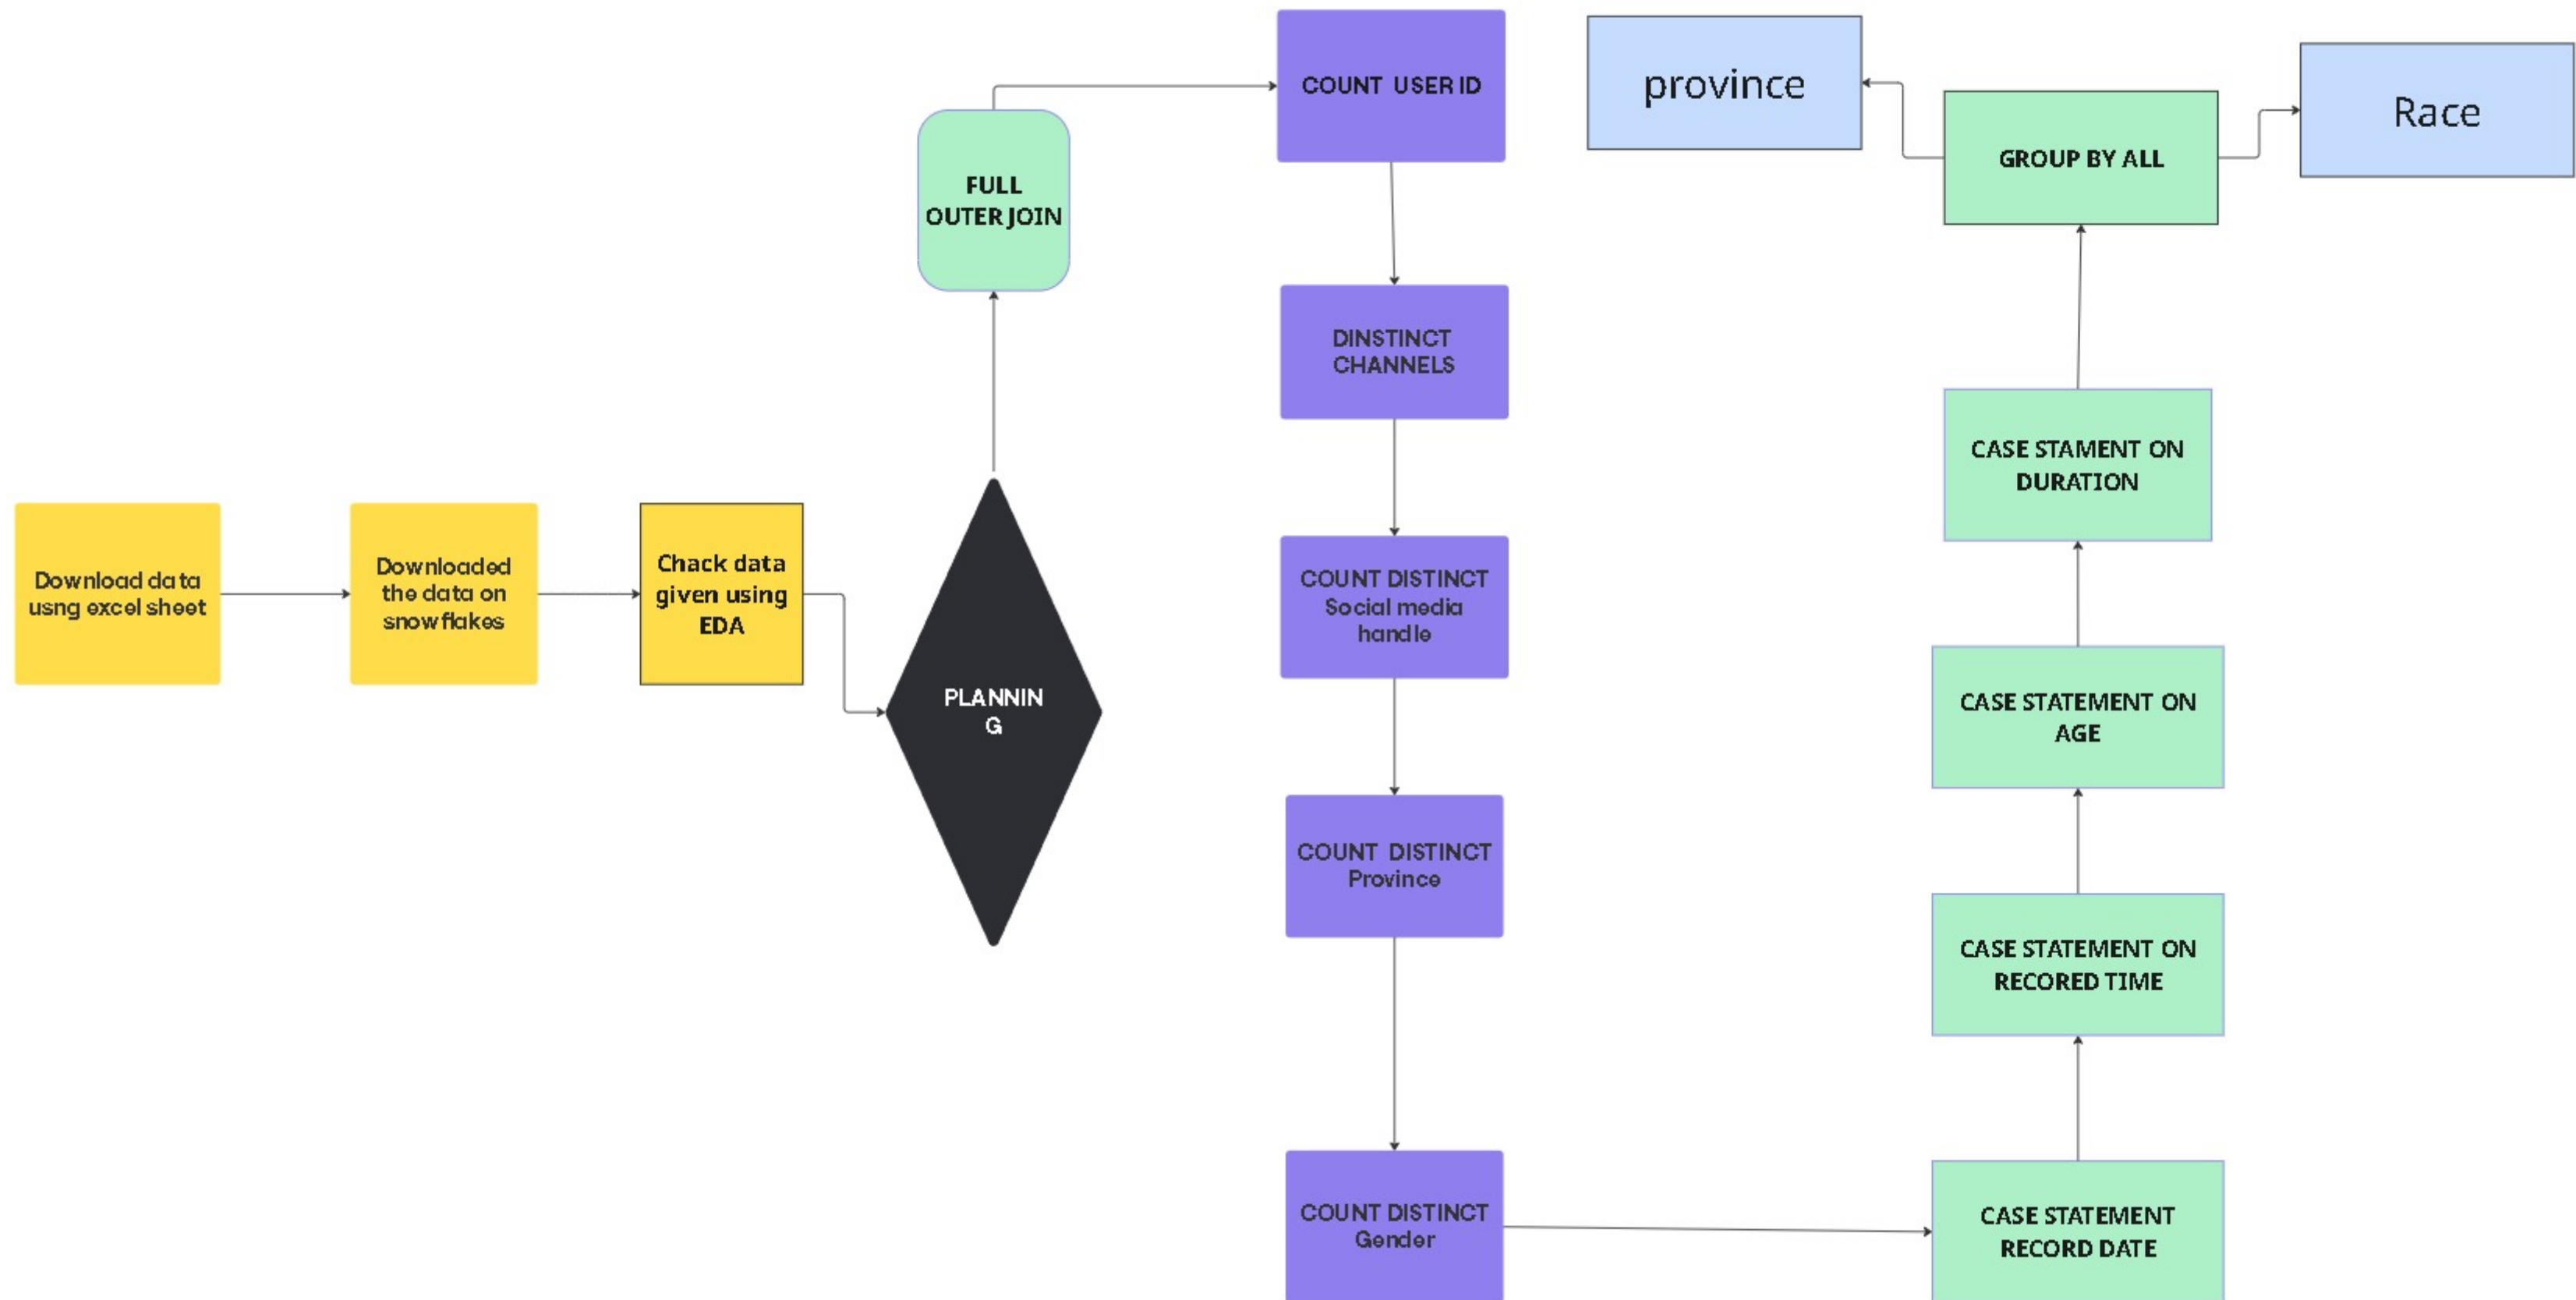 Download data
usng excel sheet
Downloaded
the data on
snowflakes
Chack data
given using
EDA
PLANNIN
G
FULL
OUTER JOIN
COUNT USER ID
DINSTINCT
CHANNELS
COUNT DISTINCT
Social media
handle
COUNT DISTINCT
Province
COUNT DISTINCT
Gender
CASE STATEMENT
RECORD DATE
CASE STATEMENT ON
RECORED TIME
CASE STATEMENT ON
AGE
CASE STAMENT ON
DURATION
GROUP BY ALL
province
Race